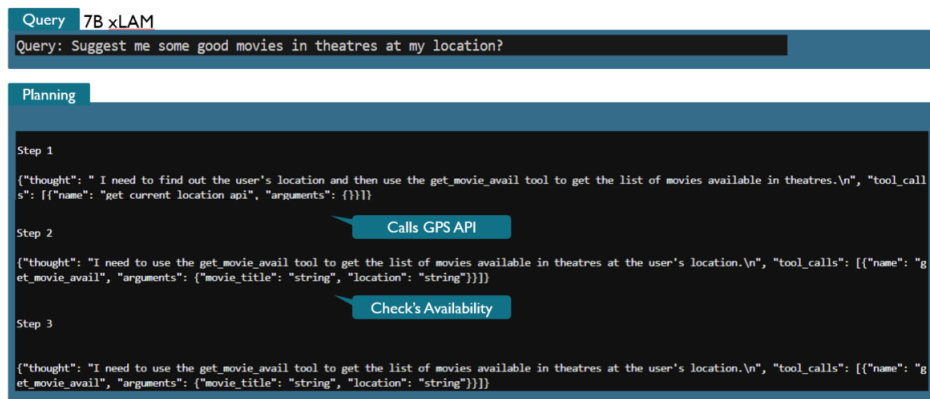 Query 7B xLAM
Query: Suggest me some good movies in theatres at my location?
Planning
Step 1
{"thought": " I need to find out the user's location and then use the get_movie_avail tool to get the list of movies available in theatres.\n", "tool_call
s": [{"name": "get current location api", "arguments": {}}]}
Calls GPS API
Step 2
{"thought": "I need to use the get_movie_avail tool to get the list of movies available in theatres at the user's location.\n", "tool_calls": [{"name": "g
et_movie_avail", "arguments": {"movie_title": "string", "location": "string"}}]}
Check's Availability
Step 3
{"thought": "I need to use the get_movie_avail tool to get the list of movies available in theatres at the user's location.\n", "tool_calls": [{"name": "g
et_movie_avail", "arguments": {"movie_title": "string", "location": "string"}}]}